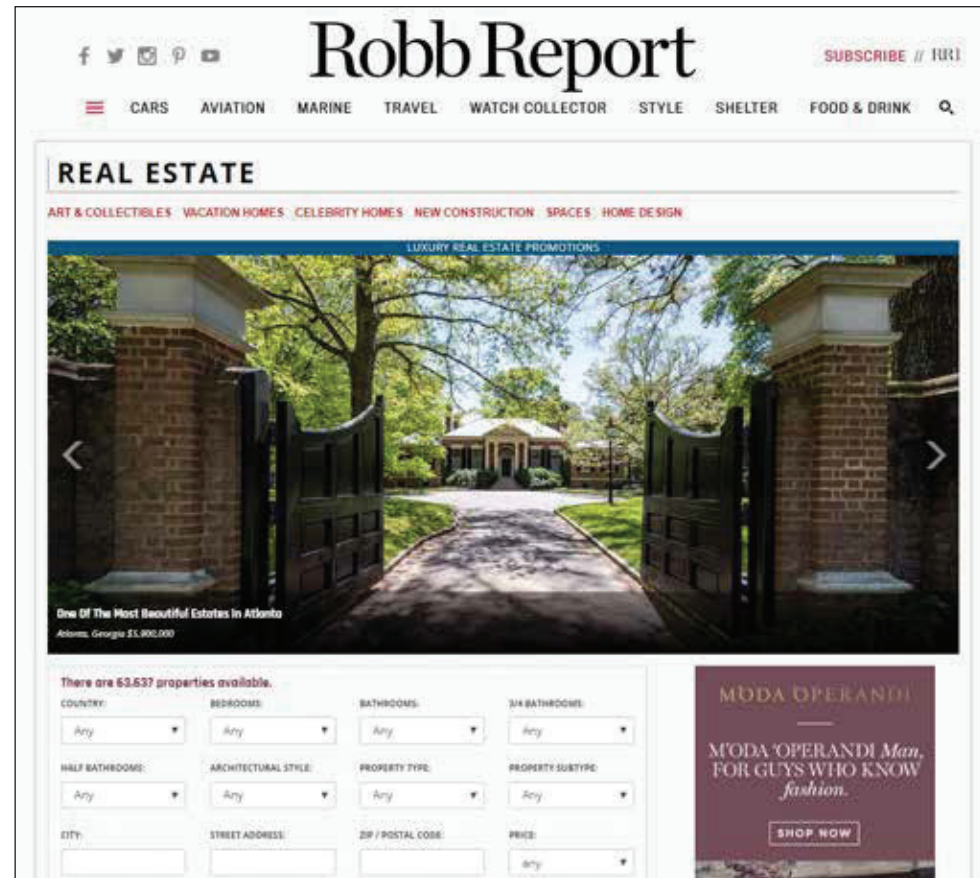 Robb Report
SUBSCRIBE // RR1
CARS AVIATION MARINE TRAVEL WATCH COLLECTOR STYLE SHELTER FOOD & DRINK
REAL ESTATE
ART & COLLECTIBLES VACATION HOMES CELEBRITY HOMES NEW CONSTRUCTION SPACES HOME DESIGN
LUXURY REAL ESTATE PROMOTIONS
One Of The Most Beautiful Estates in Atlanta
Atlanta, Georgia $5,900,000
There are 63,637 properties available.
COUNTRY: BEDROOMS: BATHROOMS: 3/4 BATHROOMS:
Any Any Any Any
HALF BATHROOMS: ARCHITECTURAL STYLE: PROPERTY TYPE: PROPERTY SUBTYPE:
Any Any Any Any
CITY: STREET ADDRESS: ZIP / POSTAL CODE: PRICE:
any
MODA OPERANDI
M'ODA 'OPERANDI Man,
FOR GUYS WHO KNOW
fashion.
SHOP NOW